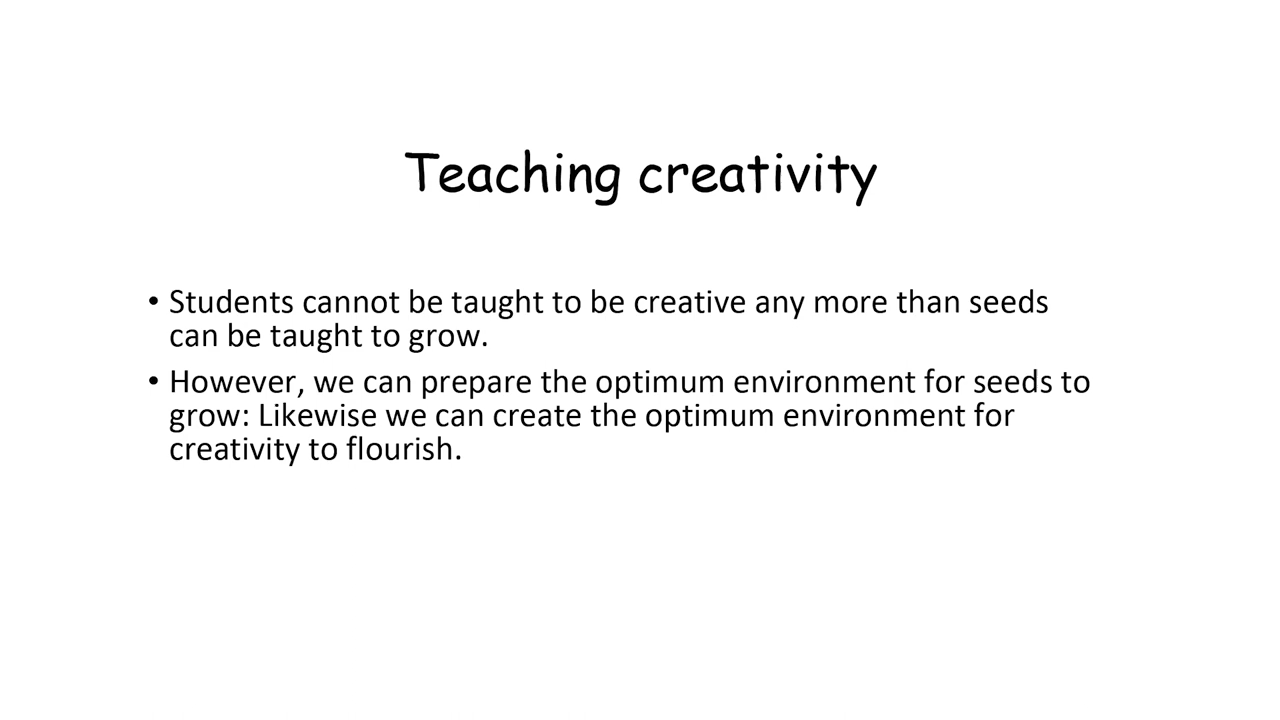 Teaching creativity
• Students cannot be taught to be creative any more than seeds
can be taught to grow.
• However, we can prepare the optimum environment for seeds to
grow: Likewise we can create the optimum environment for
creativity to flourish.